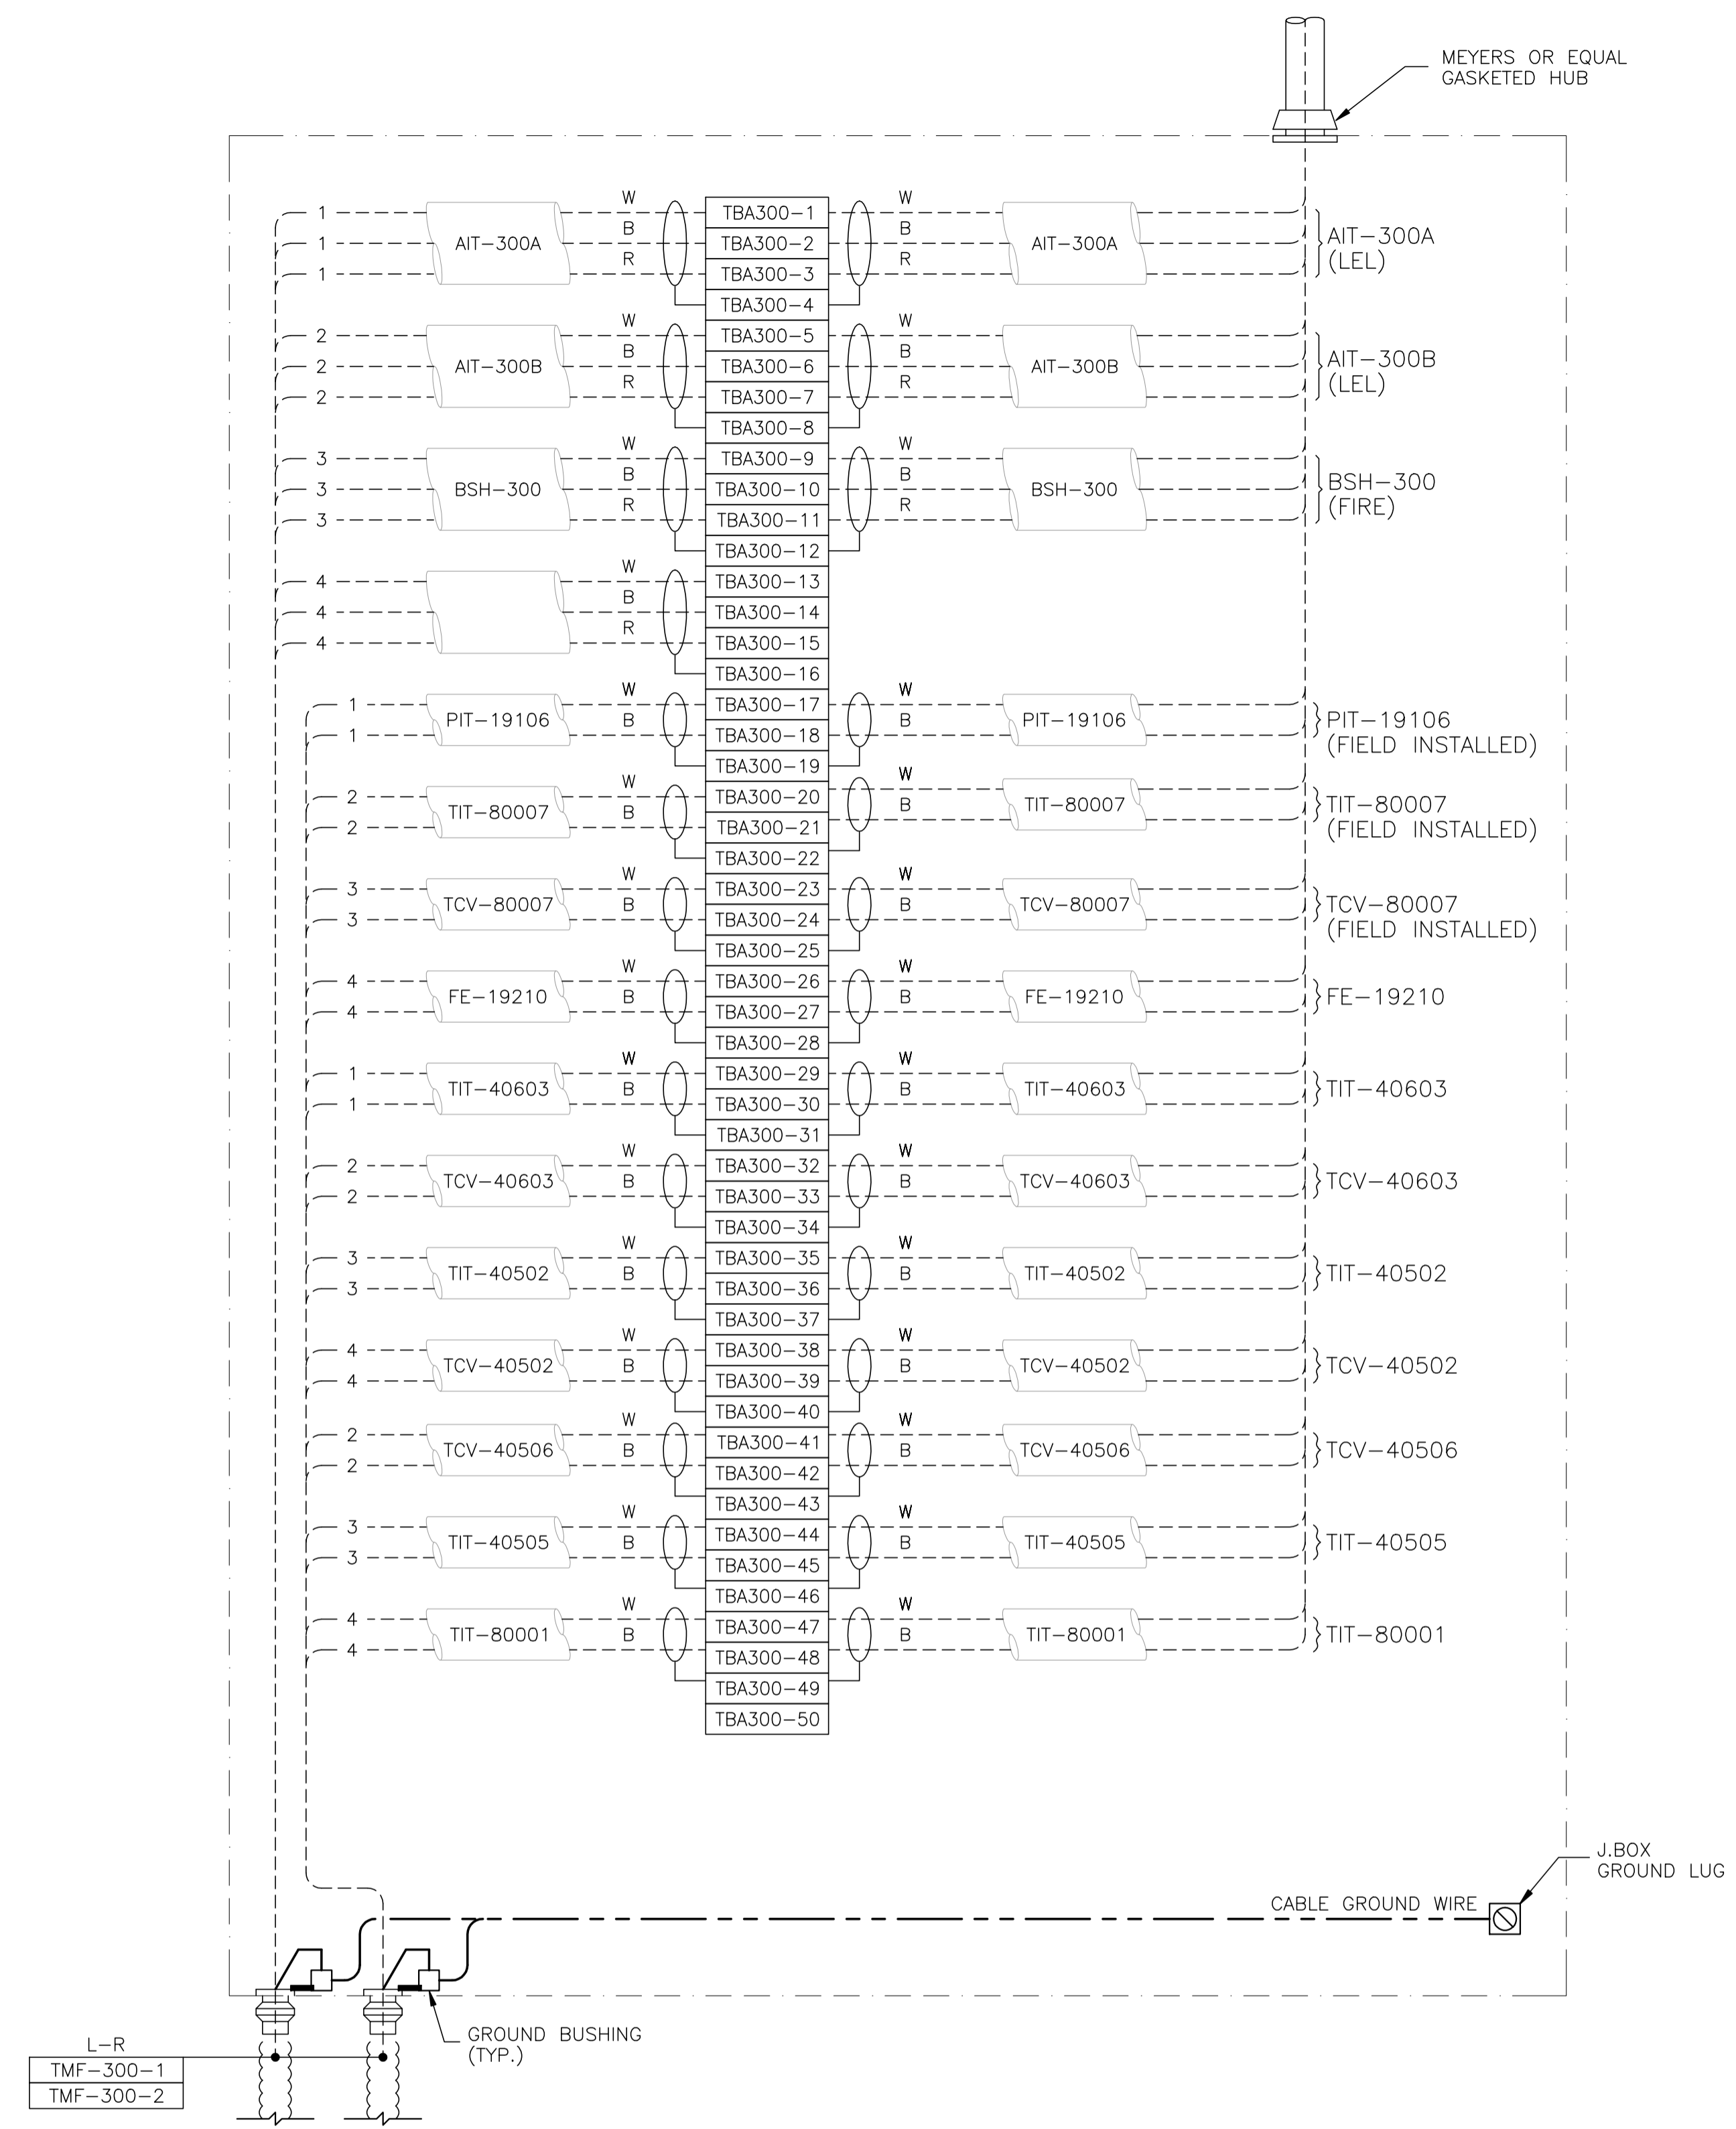 MEYERS OR EQUAL
GASKETED HUB
W W
1 TBA300-1
B B
1 AIT-300A TBA300-2 AIT-300A AIT-300A
R R (LEL)
1 TBA300-3
TBA300-4
W W
2 TBA300-5
B B
2 AIT-300B TBA300-6 AIT-300B AIT-300B
R R (LEL)
2 TBA300-7
TBA300-8
W W
3 TBA300-9
B B
3 BSH-300 TBA300-10 BSH-300 BSH-300
R R (FIRE)
3 TBA300-11
TBA300-12
W
4 TBA300-13
B
4 TBA300-14
R
4 TBA300-15
TBA300-16
W W
1 TBA300-17
PIT-19106 B B PIT-19106 PIT-19106
1 TBA300-18 (FIELD INSTALLED)
TBA300-19
W W
2 TBA300-20
TIT-80007 B B TIT-80007 TIT-80007
2 TBA300-21 (FIELD INSTALLED)
TBA300-22
W W
3 TBA300-23
TCV-80007 B B TCV-80007 TCV-80007
3 TBA300-24 (FIELD INSTALLED)
TBA300-25
W W
4 TBA300-26
FE-19210 B B FE-19210 FE-19210
4 TBA300-27
TBA300-28
W W
1 TBA300-29
TIT-40603 B B TIT-40603 TIT-40603
1 TBA300-30
TBA300-31
W W
2 TBA300-32
TCV-40603 B B TCV-40603 TCV-40603
2 TBA300-33
TBA300-34
W W
3 TBA300-35
TIT-40502 B B TIT-40502 TIT-40502
3 TBA300-36
TBA300-37
W W
4 TBA300-38
TCV-40502 B B TCV-40502 TCV-40502
4 TBA300-39
TBA300-40
W W
2 TBA300-41
TCV-40506 B B TCV-40506 TCV-40506
2 TBA300-42
TBA300-43
W W
3 TBA300-44
TIT-40505 B B TIT-40505 TIT-40505
3 TBA300-45
TBA300-46
W W
4 TBA300-47
TIT-80001 B B TIT-80001 TIT-80001
4 TBA300-48
TBA300-49
TBA300-50
J.BOX
GROUND LUG
CABLE GROUND WIRE
GROUND BUSHING
(TYP.)
L-R
TMF-300-1
TMF-300-2